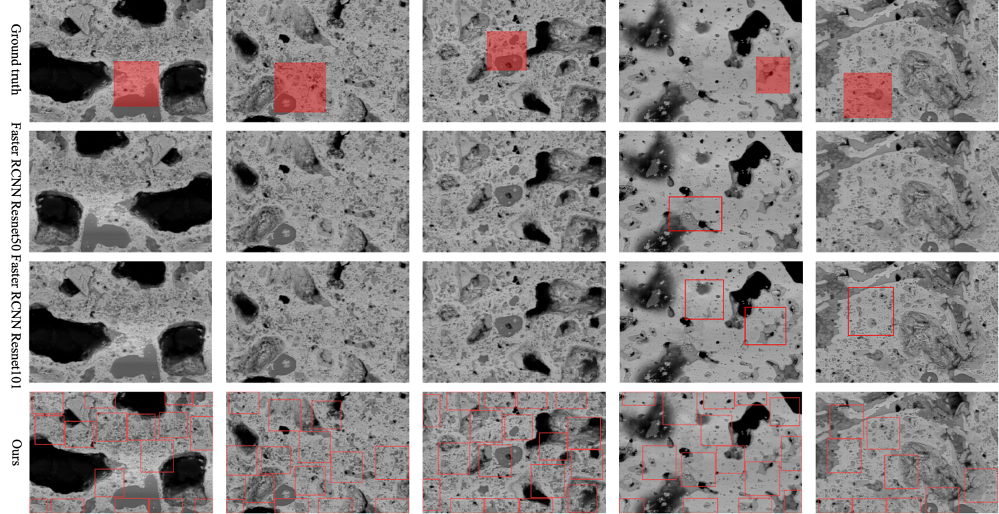 Ground truth
Faster RCNN Resnet50
Faster RCNN Resnet101
Ours